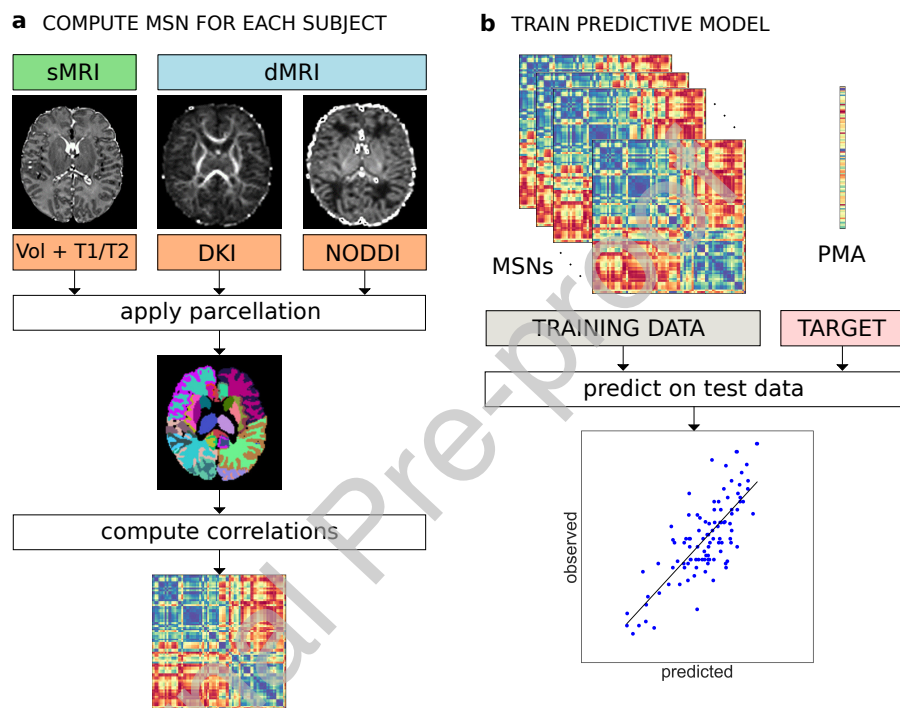 a COMPUTE MSN FOR EACH SUBJECT
sMRI
dMRI
Vol + T1/T2
DKI
NODDI
apply parcellation
compute correlations
b TRAIN PREDICTIVE MODEL
MSNs
PMA
TRAINING DATA
TARGET
predict on test data
observed
predicted
nal Pre-proof